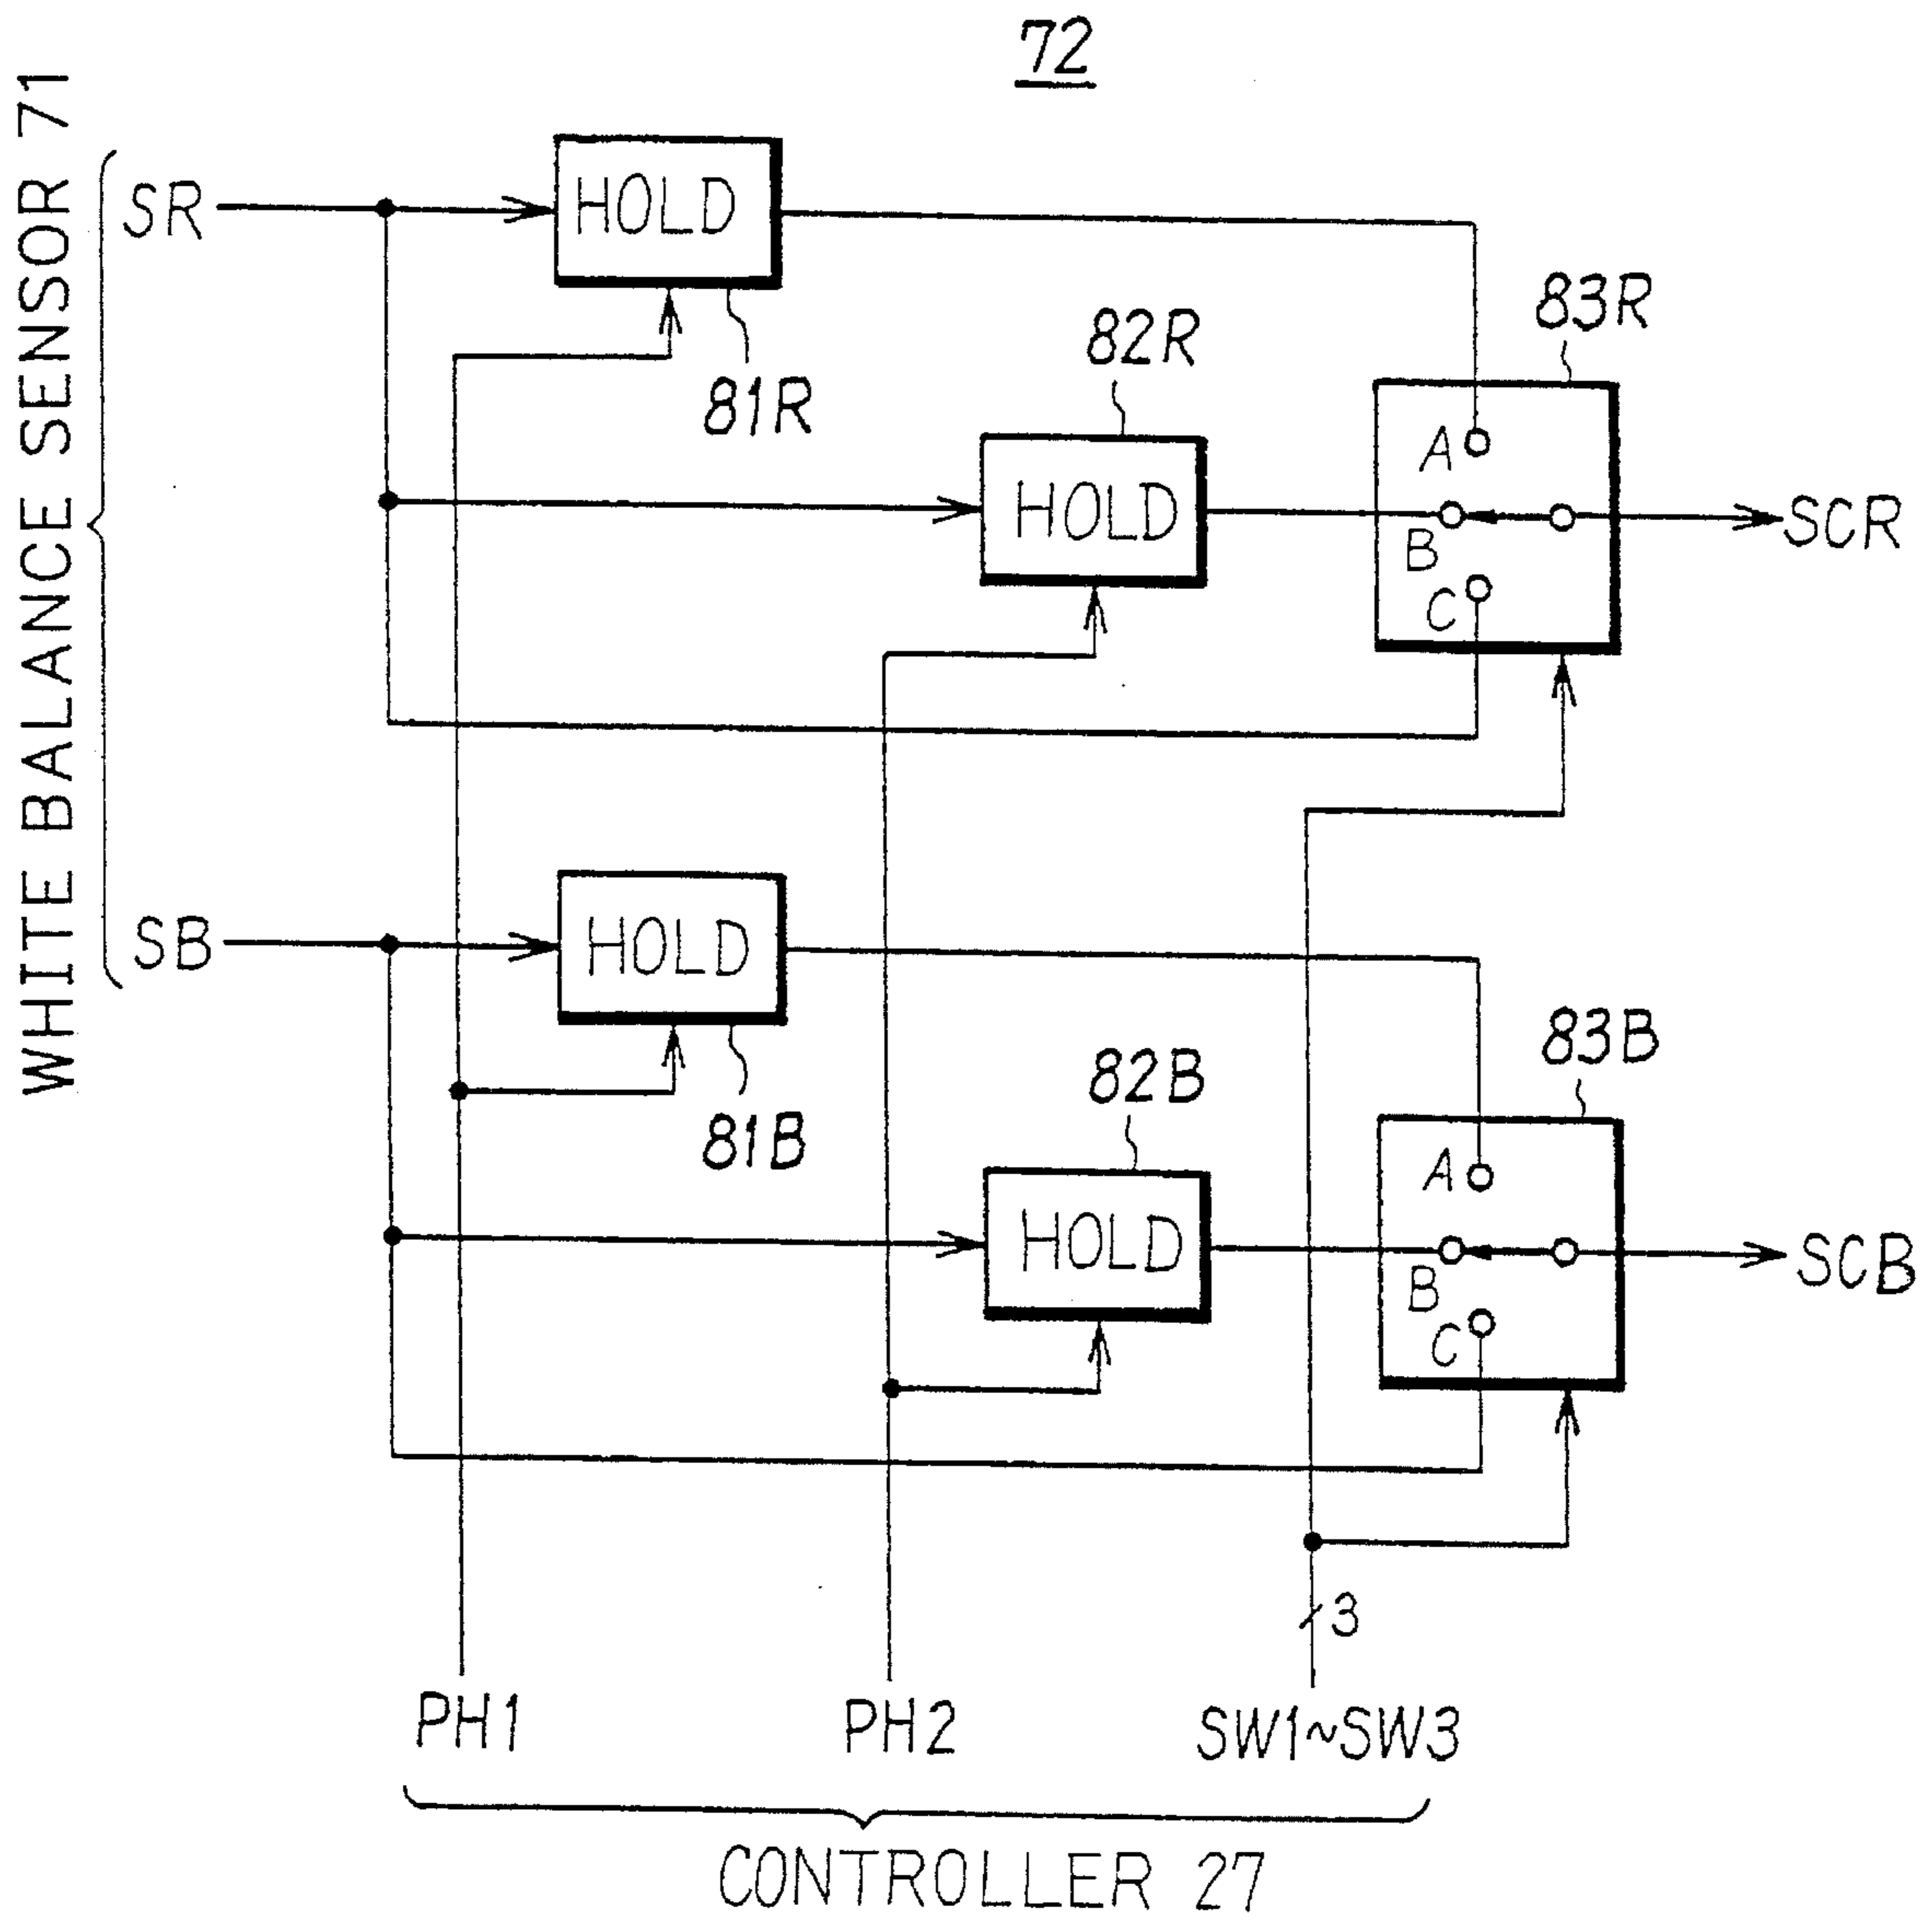 72
WHITE BALANCE SENSOR 71
SR
HOLD
81R
82R
HOLD
83R
A
B
C
SCR
SB
HOLD
81B
82B
HOLD
83B
A
B
C
SCB
3
PH1
PH2
SW1~SW3
CONTROLLER 27